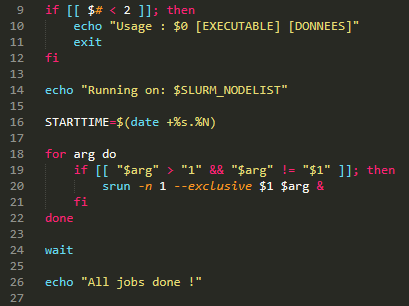 9 if [[ $# < 2 ]]; then
10 echo "Usage : $0 [EXECUTABLE] [DONNEES]"
11 exit
12 fi
13
14 echo "Running on: $SLURM_NODELIST"
15
16 STARTTIME=$(date +%s.%N)
17
18 for arg do
19 if [[ "$arg" > "1" && "$arg" != "$1" ]]; then
20 srun -n 1 --exclusive $1 $arg &
21 fi
22 done
23
24 wait
25
26 echo "All jobs done !"
27